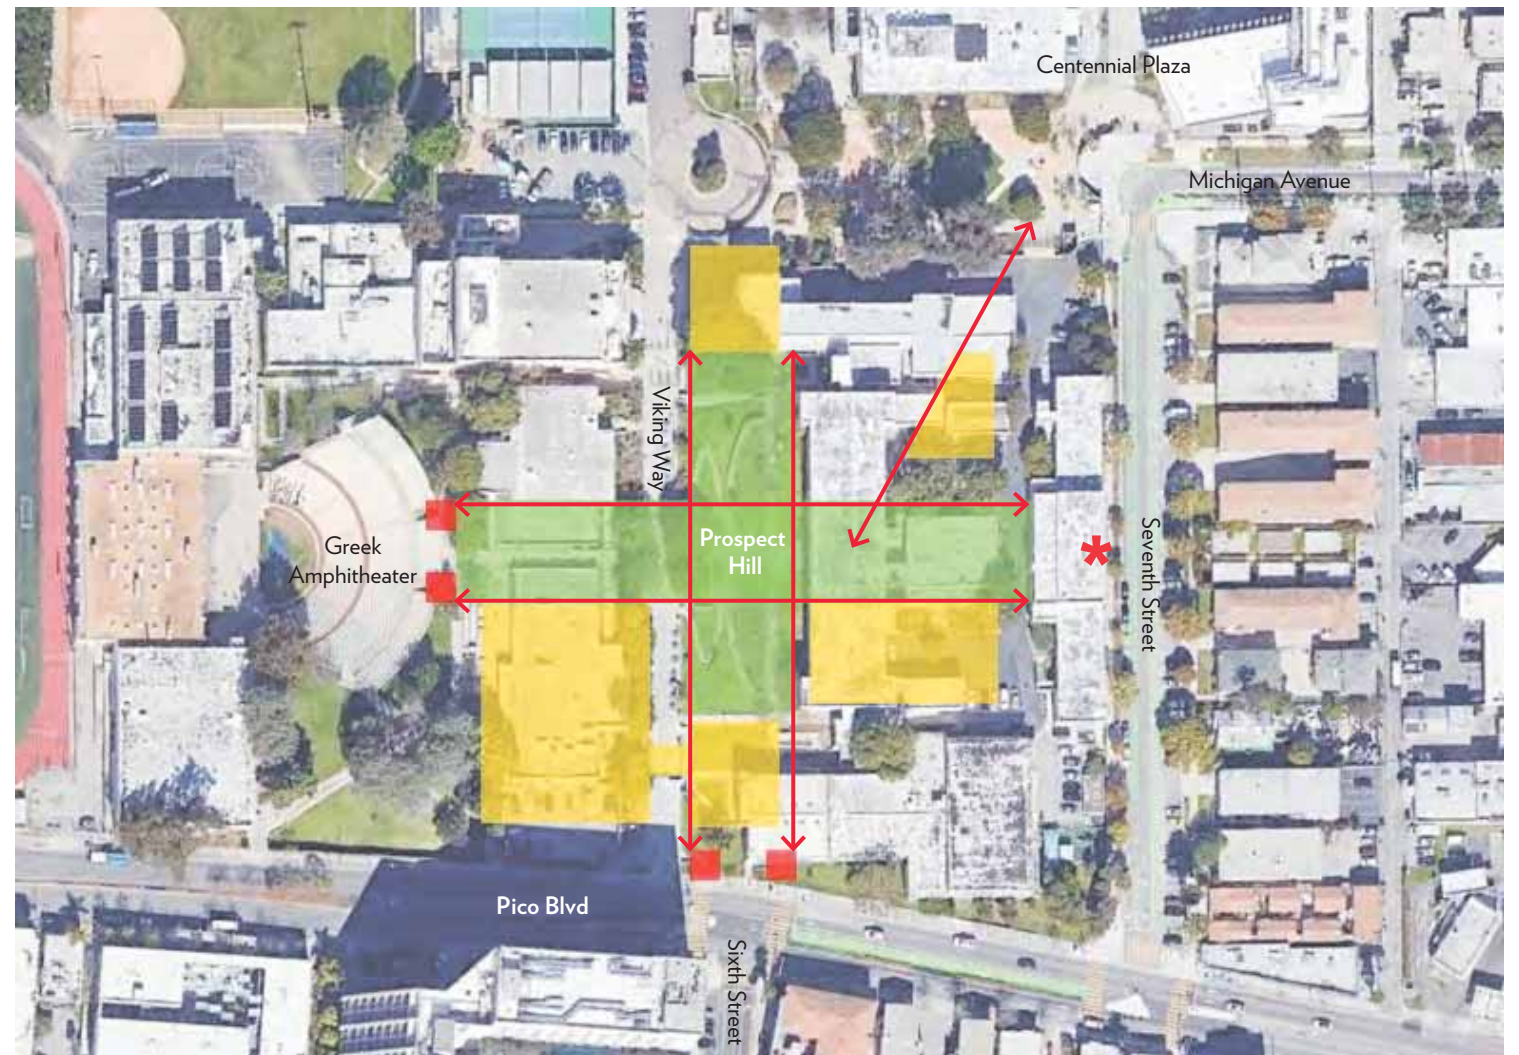 Centennial Plaza
Michigan Avenue
Viking Way
Prospect
Hill
Greek
Amphitheater
*
Seventh Street
Pico Blvd
Sixth Street